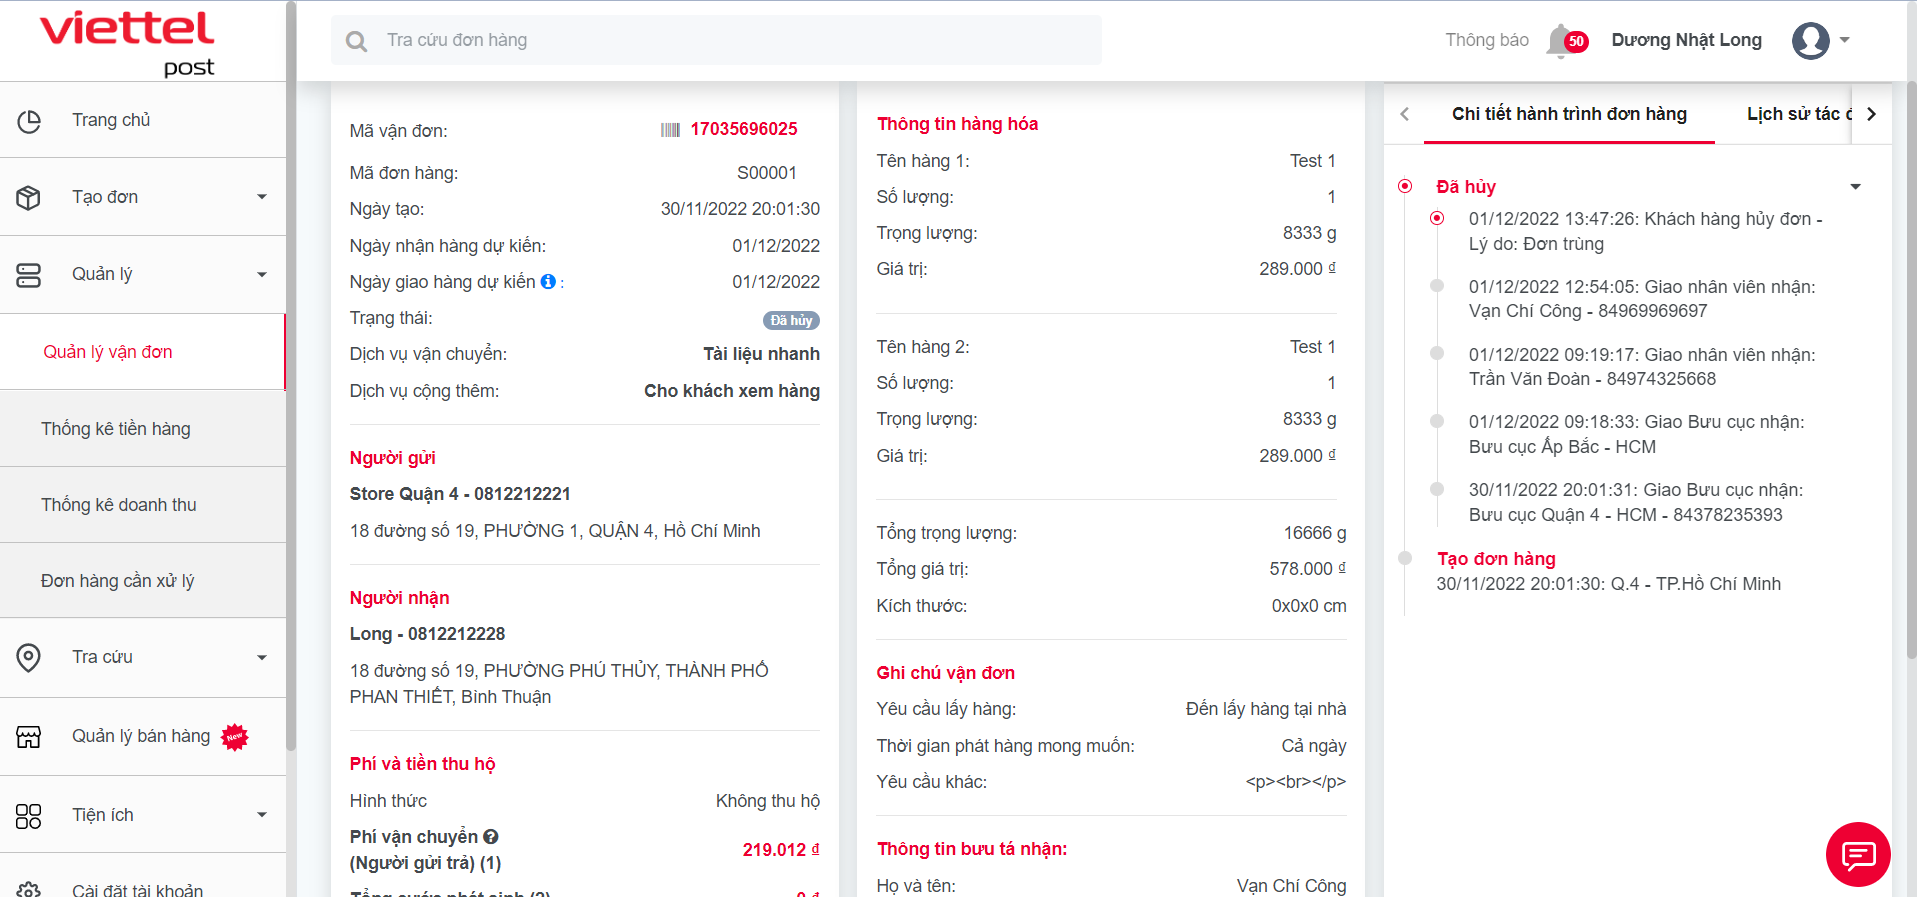 viettel
post
Tra cứu đơn hàng
Thông báo
50
Dương Nhật Long
Trang chủ
Tạo đơn
Quản lý
Quản lý vận đơn
Thống kê tiền hàng
Thống kê doanh thu
Đơn hàng cần xử lý
Tra cứu
Quản lý bán hàng New
Tiện ích
Cài đặt tài khoản
Mã vận đơn: 17035696025
Mã đơn hàng: S00001
Ngày tạo: 30/11/2022 20:01:30
Ngày nhận hàng dự kiến: 01/12/2022
Ngày giao hàng dự kiến : 01/12/2022
Trạng thái: Đã hủy
Dịch vụ vận chuyển: Tài liệu nhanh
Dịch vụ cộng thêm: Cho khách xem hàng
Người gửi
Store Quận 4 - 0812212221
18 đường số 19, PHƯỜNG 1, QUẬN 4, Hồ Chí Minh
Người nhận
Long - 0812212228
18 đường số 19, PHƯỜNG PHÚ THỦY, THÀNH PHỐ
PHAN THIẾT, Bình Thuận
Phí và tiền thu hộ
Hình thức Không thu hộ
Phí vận chuyển
(Người gửi trả) (1) 219.012 ₫
Tổng cước phát sinh (2) 0 ₫
Thông tin hàng hóa
Tên hàng 1: Test 1
Số lượng: 1
Trọng lượng: 8333 g
Giá trị: 289.000 ₫
Tên hàng 2: Test 1
Số lượng: 1
Trọng lượng: 8333 g
Giá trị: 289.000 ₫
Tổng trọng lượng: 16666 g
Tổng giá trị: 578.000 ₫
Kích thước: 0x0x0 cm
Ghi chú vận đơn
Yêu cầu lấy hàng: Đến lấy hàng tại nhà
Thời gian phát hàng mong muốn: Cả ngày
Yêu cầu khác: <p><br></p>
Thông tin bưu tá nhận:
Họ và tên: Vạn Chí Công
Chi tiết hành trình đơn hàng
Lịch sử tác đ
Đã hủy
01/12/2022 13:47:26: Khách hàng hủy đơn -
Lý do: Đơn trùng
01/12/2022 12:54:05: Giao nhân viên nhận:
Vạn Chí Công - 84969969697
01/12/2022 09:19:17: Giao nhân viên nhận:
Trần Văn Đoàn - 84974325668
01/12/2022 09:18:33: Giao Bưu cục nhận:
Bưu cục Ấp Bắc - HCM
30/11/2022 20:01:31: Giao Bưu cục nhận:
Bưu cục Quận 4 - HCM - 84378235393
Tạo đơn hàng
30/11/2022 20:01:30: Q.4 - TP.Hồ Chí Minh